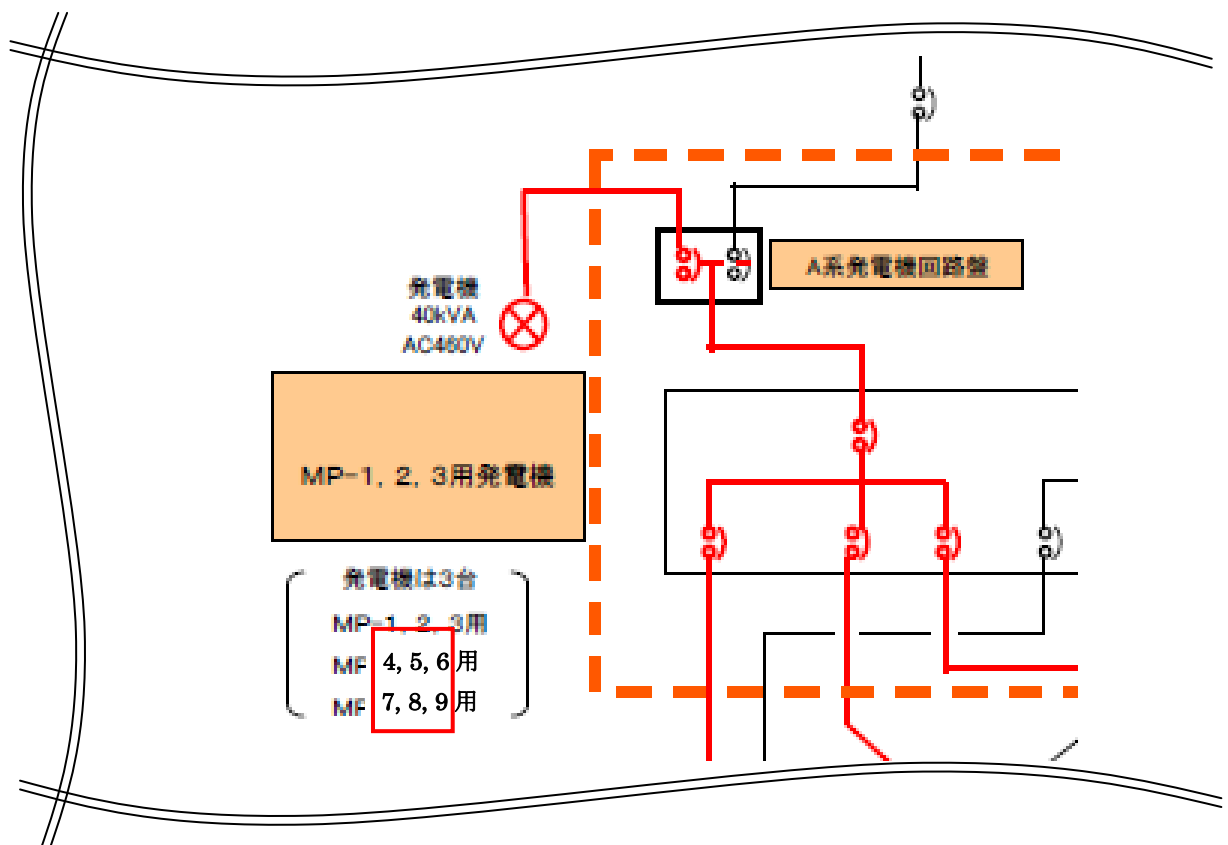 A系発電機回路盤
発電機
40kVA
AC460V
MP-1, 2, 3用発電機
発電機は3台
MP-1, 2, 3用
MP 4, 5, 6用
MP 7, 8, 9用